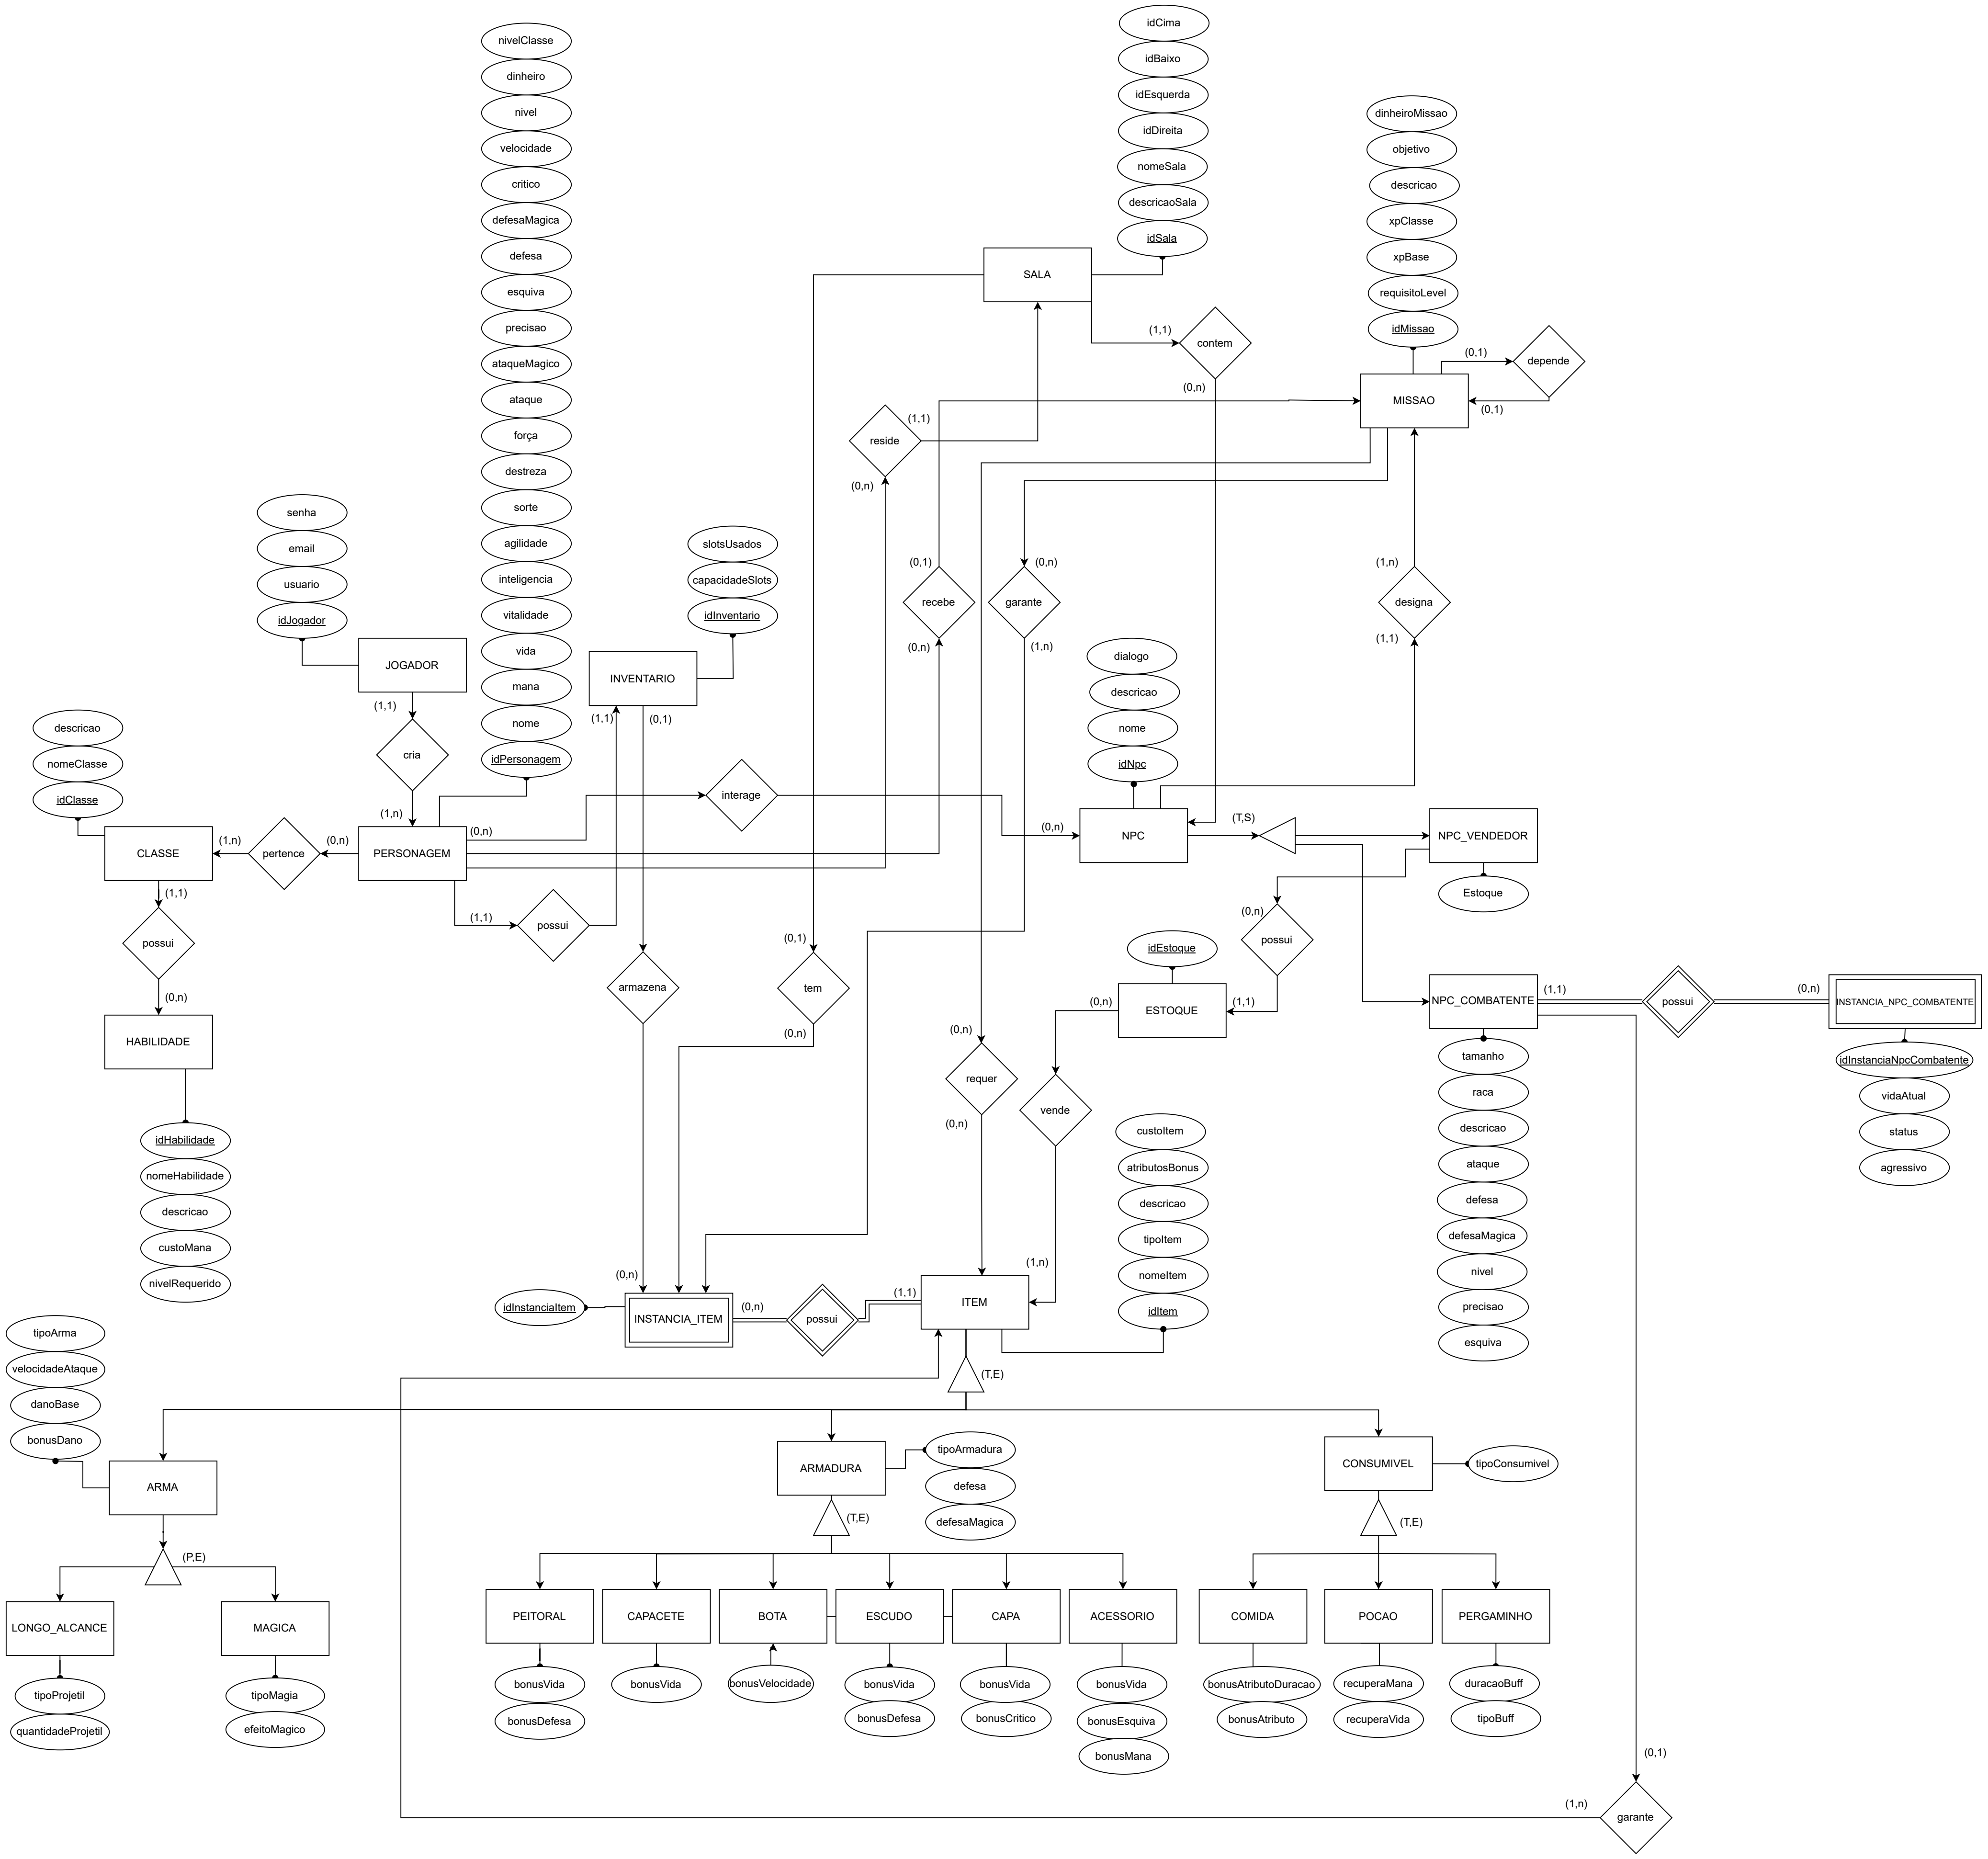 idCima
idBaixo
idEsquerda
idDireita
nomeSala
descricaoSala
idSala
SALA
nivelClasse
dinheiro
nivel
velocidade
critico
defesaMagica
defesa
esquiva
precisao
ataqueMagico
ataque
força
destreza
sorte
agilidade
inteligencia
vitalidade
vida
mana
nome
idPersonagem
dinheiroMissao
objetivo
descricao
xpClasse
xpBase
requisitoLevel
idMissao
MISSAO
(0,1)
depende
(0,1)
(1,1)
contem
(0,n)
(1,1)
reside
(0,n)
senha
email
usuario
idJogador
JOGADOR
(1,1)
cria
(1,n)
slotsUsados
capacidadeSlots
idInventario
INVENTARIO
(1,1)
(0,1)
(0,1)
recebe
(0,n)
(0,n)
garante
(1,n)
(1,n)
designa
(1,1)
dialogo
descricao
nome
idNpc
NPC
(T,S)
NPC_VENDEDOR
Estoque
descricao
nomeClasse
idClasse
CLASSE
(1,n)
pertence
(0,n)
PERSONAGEM
(0,n)
interage
(0,n)
(1,1)
possui
(1,1)
possui
(0,n)
HABILIDADE
idHabilidade
nomeHabilidade
descricao
custoMana
nivelRequerido
armazena
(0,n)
(0,1)
tem
(0,n)
(0,n)
possui
(1,1)
idEstoque
ESTOQUE
(0,n)
vende
(1,n)
(0,n)
requer
(0,n)
NPC_COMBATENTE
(1,1)
possui
(0,n)
INSTANCIA_NPC_COMBATENTE
idInstanciaNpcCombatente
vidaAtual
status
agressivo
tamanho
raca
descricao
ataque
defesa
defesaMagica
nivel
precisao
esquiva
custoItem
atributosBonus
descricao
tipoItem
nomeItem
idItem
idInstanciaItem
INSTANCIA_ITEM
(0,n)
possui
(1,1)
ITEM
(T,E)
tipoArma
velocidadeAtaque
danoBase
bonusDano
ARMA
(P,E)
LONGO_ALCANCE
MAGICA
tipoProjetil
quantidadeProjetil
tipoMagia
efeitoMagico
ARMADURA
tipoArmadura
defesa
defesaMagica
(T,E)
CONSUMIVEL
tipoConsumivel
(T,E)
PEITORAL
CAPACETE
BOTA
ESCUDO
CAPA
ACESSORIO
COMIDA
POCAO
PERGAMINHO
bonusVida
bonusDefesa
bonusVida
bonusVelocidade
bonusVida
bonusDefesa
bonusVida
bonusCritico
bonusVida
bonusEsquiva
bonusMana
bonusAtributoDuracao
bonusAtributo
recuperaMana
recuperaVida
duracaoBuff
tipoBuff
(0,1)
garante
(1,n)